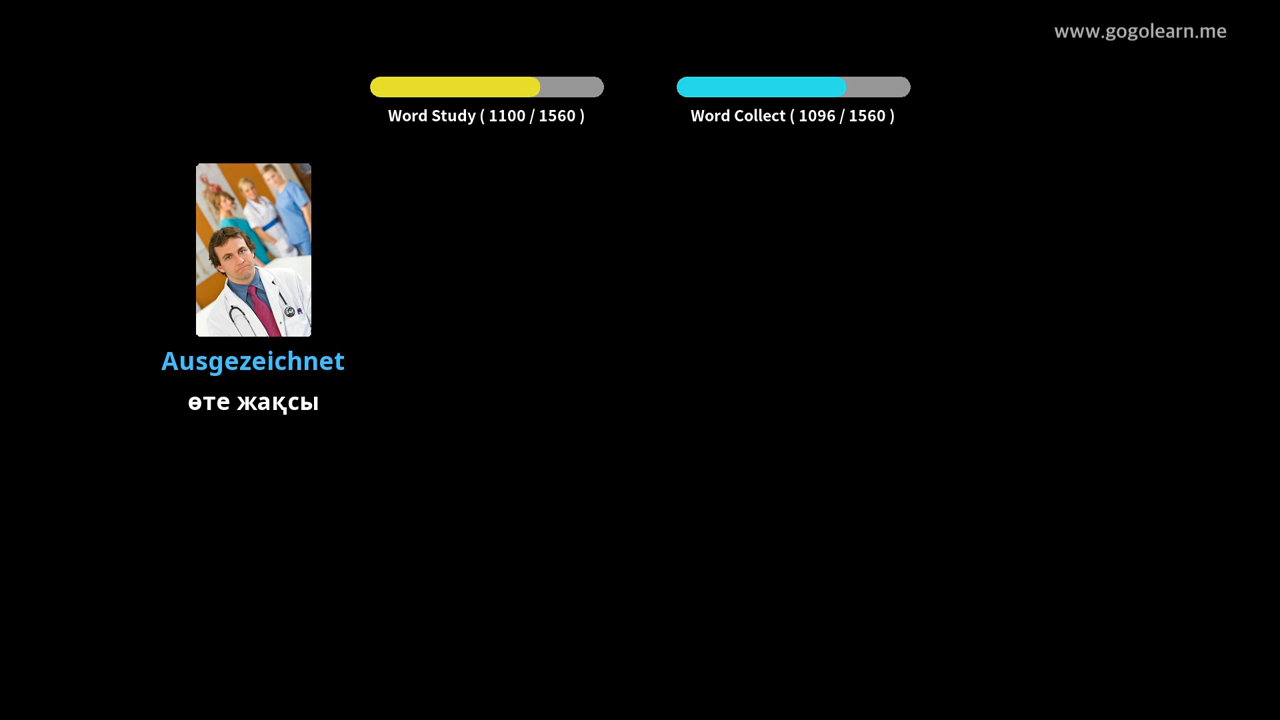 www.gogolearn.me
Word Study ( 1100 / 1560 )
Word Collect ( 1096 / 1560 )
Ausgezeichnet
өте жақсы